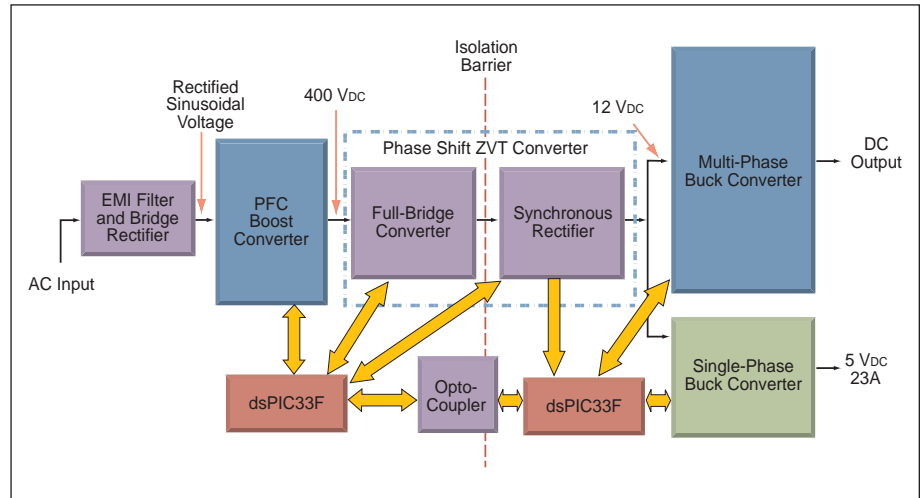 Isolation
Barrier
Rectified
Sinusoidal
Voltage
400 VDC
12 VDC
Phase Shift ZVT Converter
Multi-Phase
Buck Converter
DC
Output
EMI Filter
and Bridge
Rectifier
PFC
Boost
Converter
Full-Bridge
Converter
Synchronous
Rectifier
AC Input
Single-Phase
Buck Converter
5 VDC
23A
dsPIC33F
Opto-
Coupler
dsPIC33F